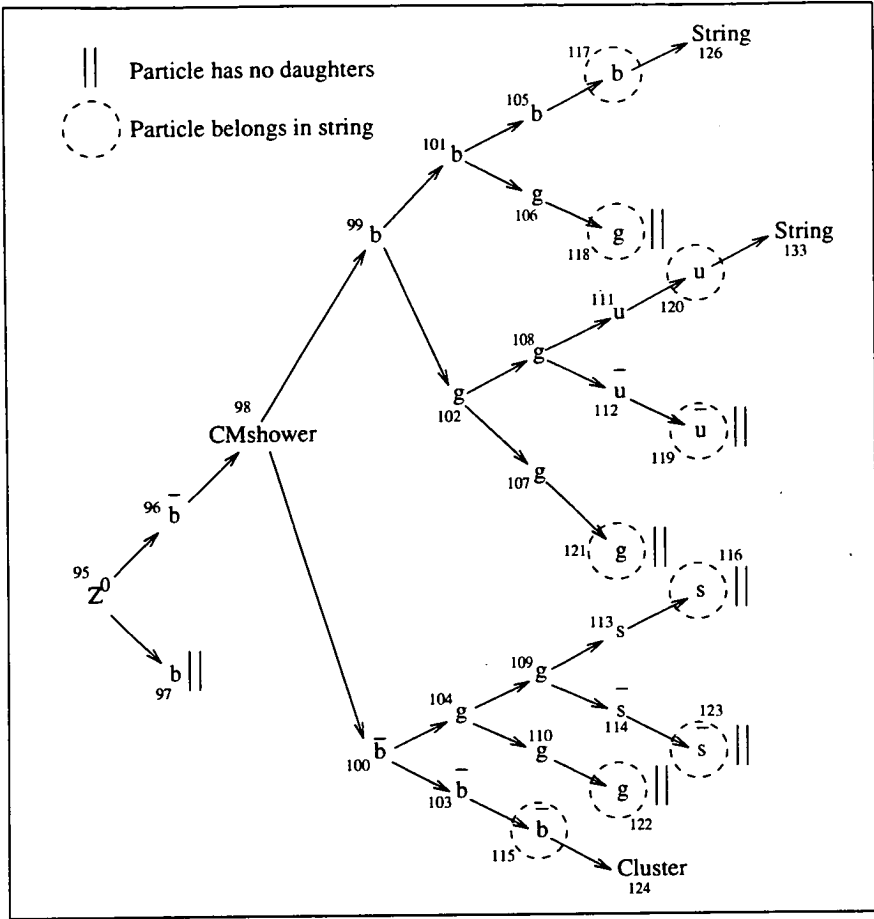 String
126
117
b
|| Particle has no daughters
105
b
Particle belongs in string
101
b
g
106
99
b
g
118
String
133
u
120
111
u
108
g
u̅
112
g
102
u̅
119
98
CMshower
g
107
96
b̅
g
121
116
s
95
Z⁰
113
s
109
g
b
97
104
g
s̅
114
123
s̅
110
g
b̅
100
b̅
103
g
122
b̅
115
Cluster
124